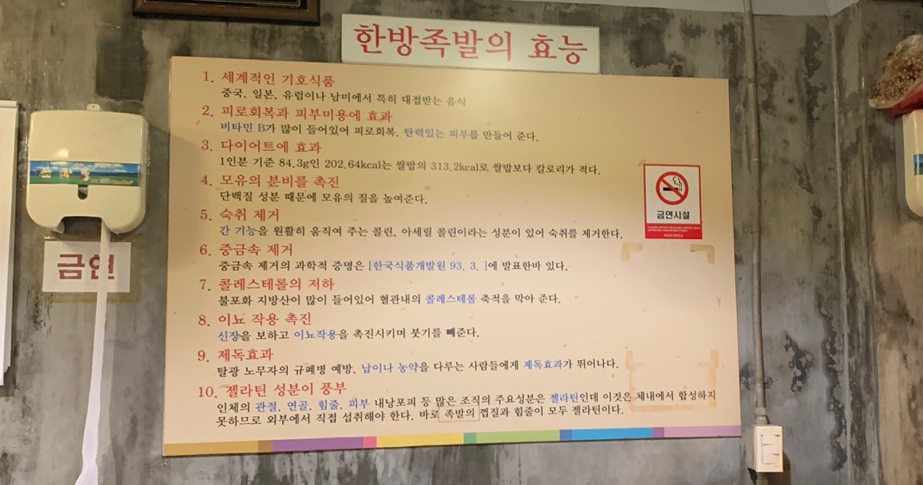 한방족발의 효능
1. 세계적인 기호식품
중국, 일본, 유럽이나 남미에서 특히 대접받는 음식
2. 피로회복과 피부미용에 효과
비타민 B가 많이 들어있어 피로회복, 탄력있는 피부를 만들어 준다.
3. 다이어트에 효과
1인분 기준 84.3g인 202.64kcal는 쌀밥의 313.2kcal로 쌀밥보다 칼로리가 적다.
4. 모유의 분비를 촉진
단백질 성분 때문에 모유의 질을 높여준다.
5. 숙취 제거
간 기능을 원활히 움직여 주는 콜린, 아세릴 콜린이라는 성분이 있어 숙취를 제거한다.
6. 중금속 제거
중금속 제거의 과학적 증명은 [한국식품개발원 93. 3. ]에 발표한바 있다.
7. 콜레스테롤의 저하
불포화 지방산이 많이 들어있어 혈관내의 콜레스테롤 축적을 막아 준다.
8. 이뇨 작용 촉진
신장을 보하고 이뇨작용을 촉진시키며 붓기를 빼준다.
9. 제독효과
탈광 노무자의 규폐병 예방, 납이나 농약을 다루는 사람들에게 제독효과가 뛰어나다.
10. 젤라틴 성분이 풍부
인체의 관절, 연골, 힘줄, 피부 내낭포피 등 많은 조직의 주요성분은 젤라틴인데 이것은 체내에서 합성하지
못하므로 외부에서 직접 섭취해야 한다. 바로 족발의 껍질과 힘줄이 모두 젤라틴이다.
금연시설
금연